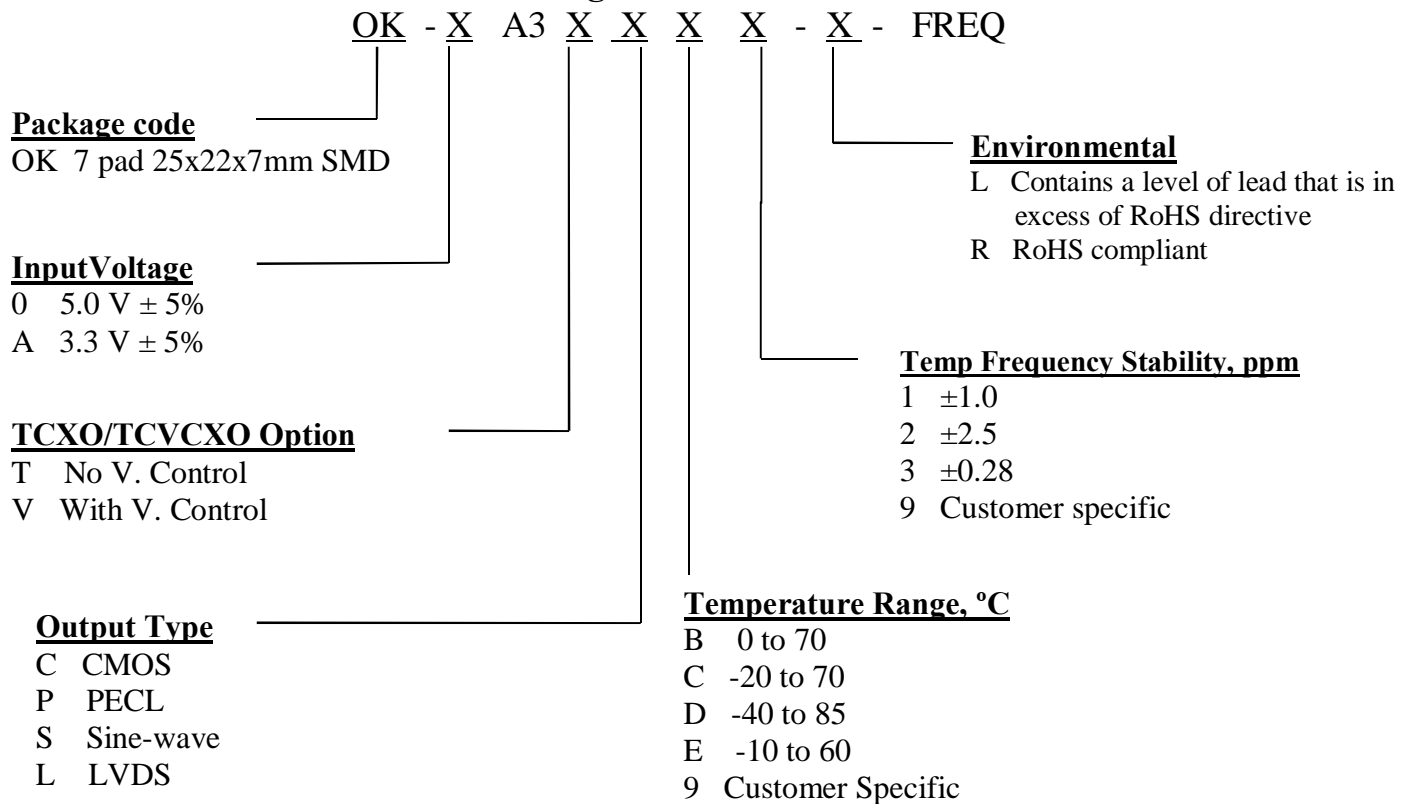 OK - X A3 X X X X - X - FREQ
Package code
OK 7 pad 25x22x7mm SMD
InputVoltage
0 5.0 V ± 5%
A 3.3 V ± 5%
TCXO/TCVCXO Option
T No V. Control
V With V. Control
Output Type
C CMOS
P PECL
S Sine-wave
L LVDS
Environmental
L Contains a level of lead that is in
excess of RoHS directive
R RoHS compliant
Temp Frequency Stability, ppm
1 ±1.0
2 ±2.5
3 ±0.28
9 Customer specific
Temperature Range, ºC
B 0 to 70
C -20 to 70
D -40 to 85
E -10 to 60
9 Customer Specific